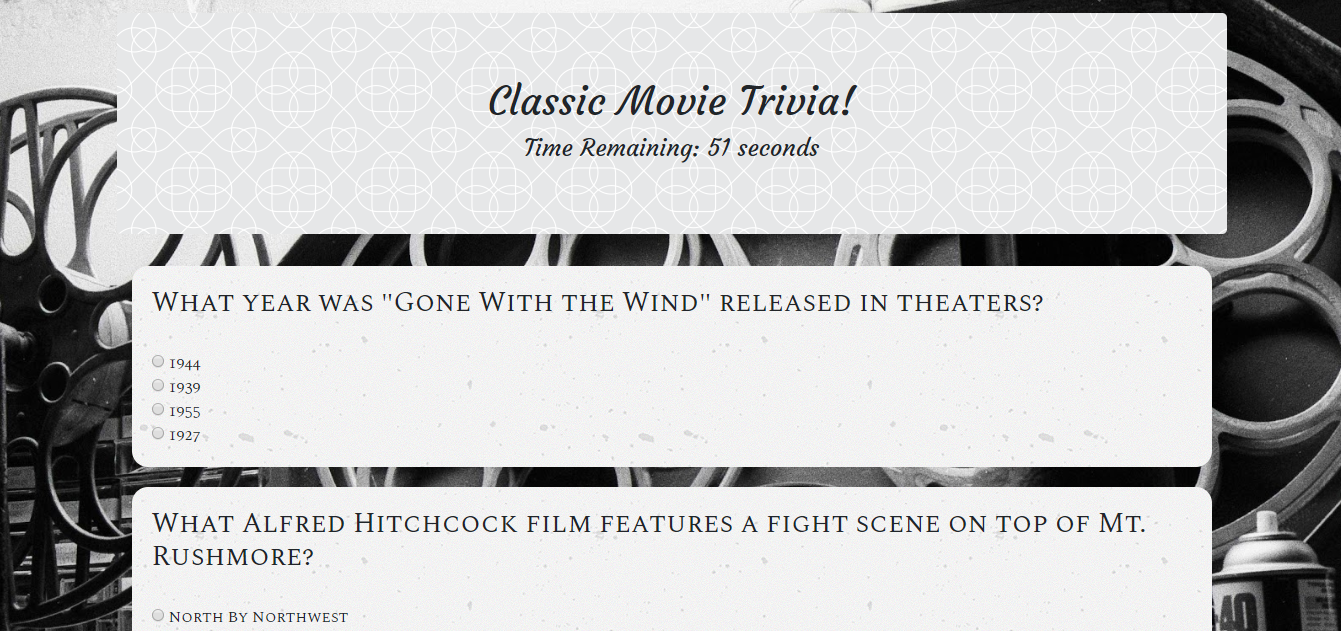 Classic Movie Trivia!
Time Remaining: 51 seconds
What year was "Gone With the Wind" released in theaters?
1944
1939
1955
1927
What Alfred Hitchcock film features a fight scene on top of Mt.
Rushmore?
North By Northwest
40